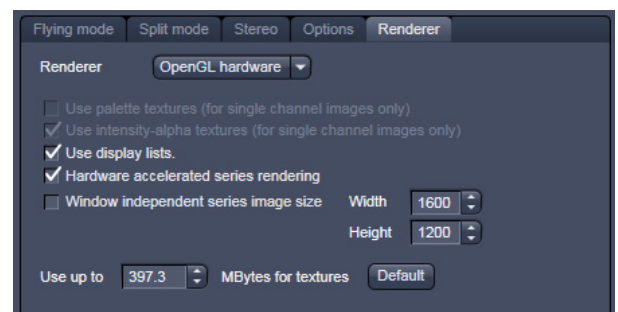 Flying mode Split mode Stereo Options Renderer
Renderer OpenGL hardware
Use palette textures (for single channel images only)
Use intensity-alpha textures (for single channel images only)
Use display lists.
Hardware accelerated series rendering
Window independent series image size Width 1600
Height 1200
Use up to 397.3 MBytes for textures Default